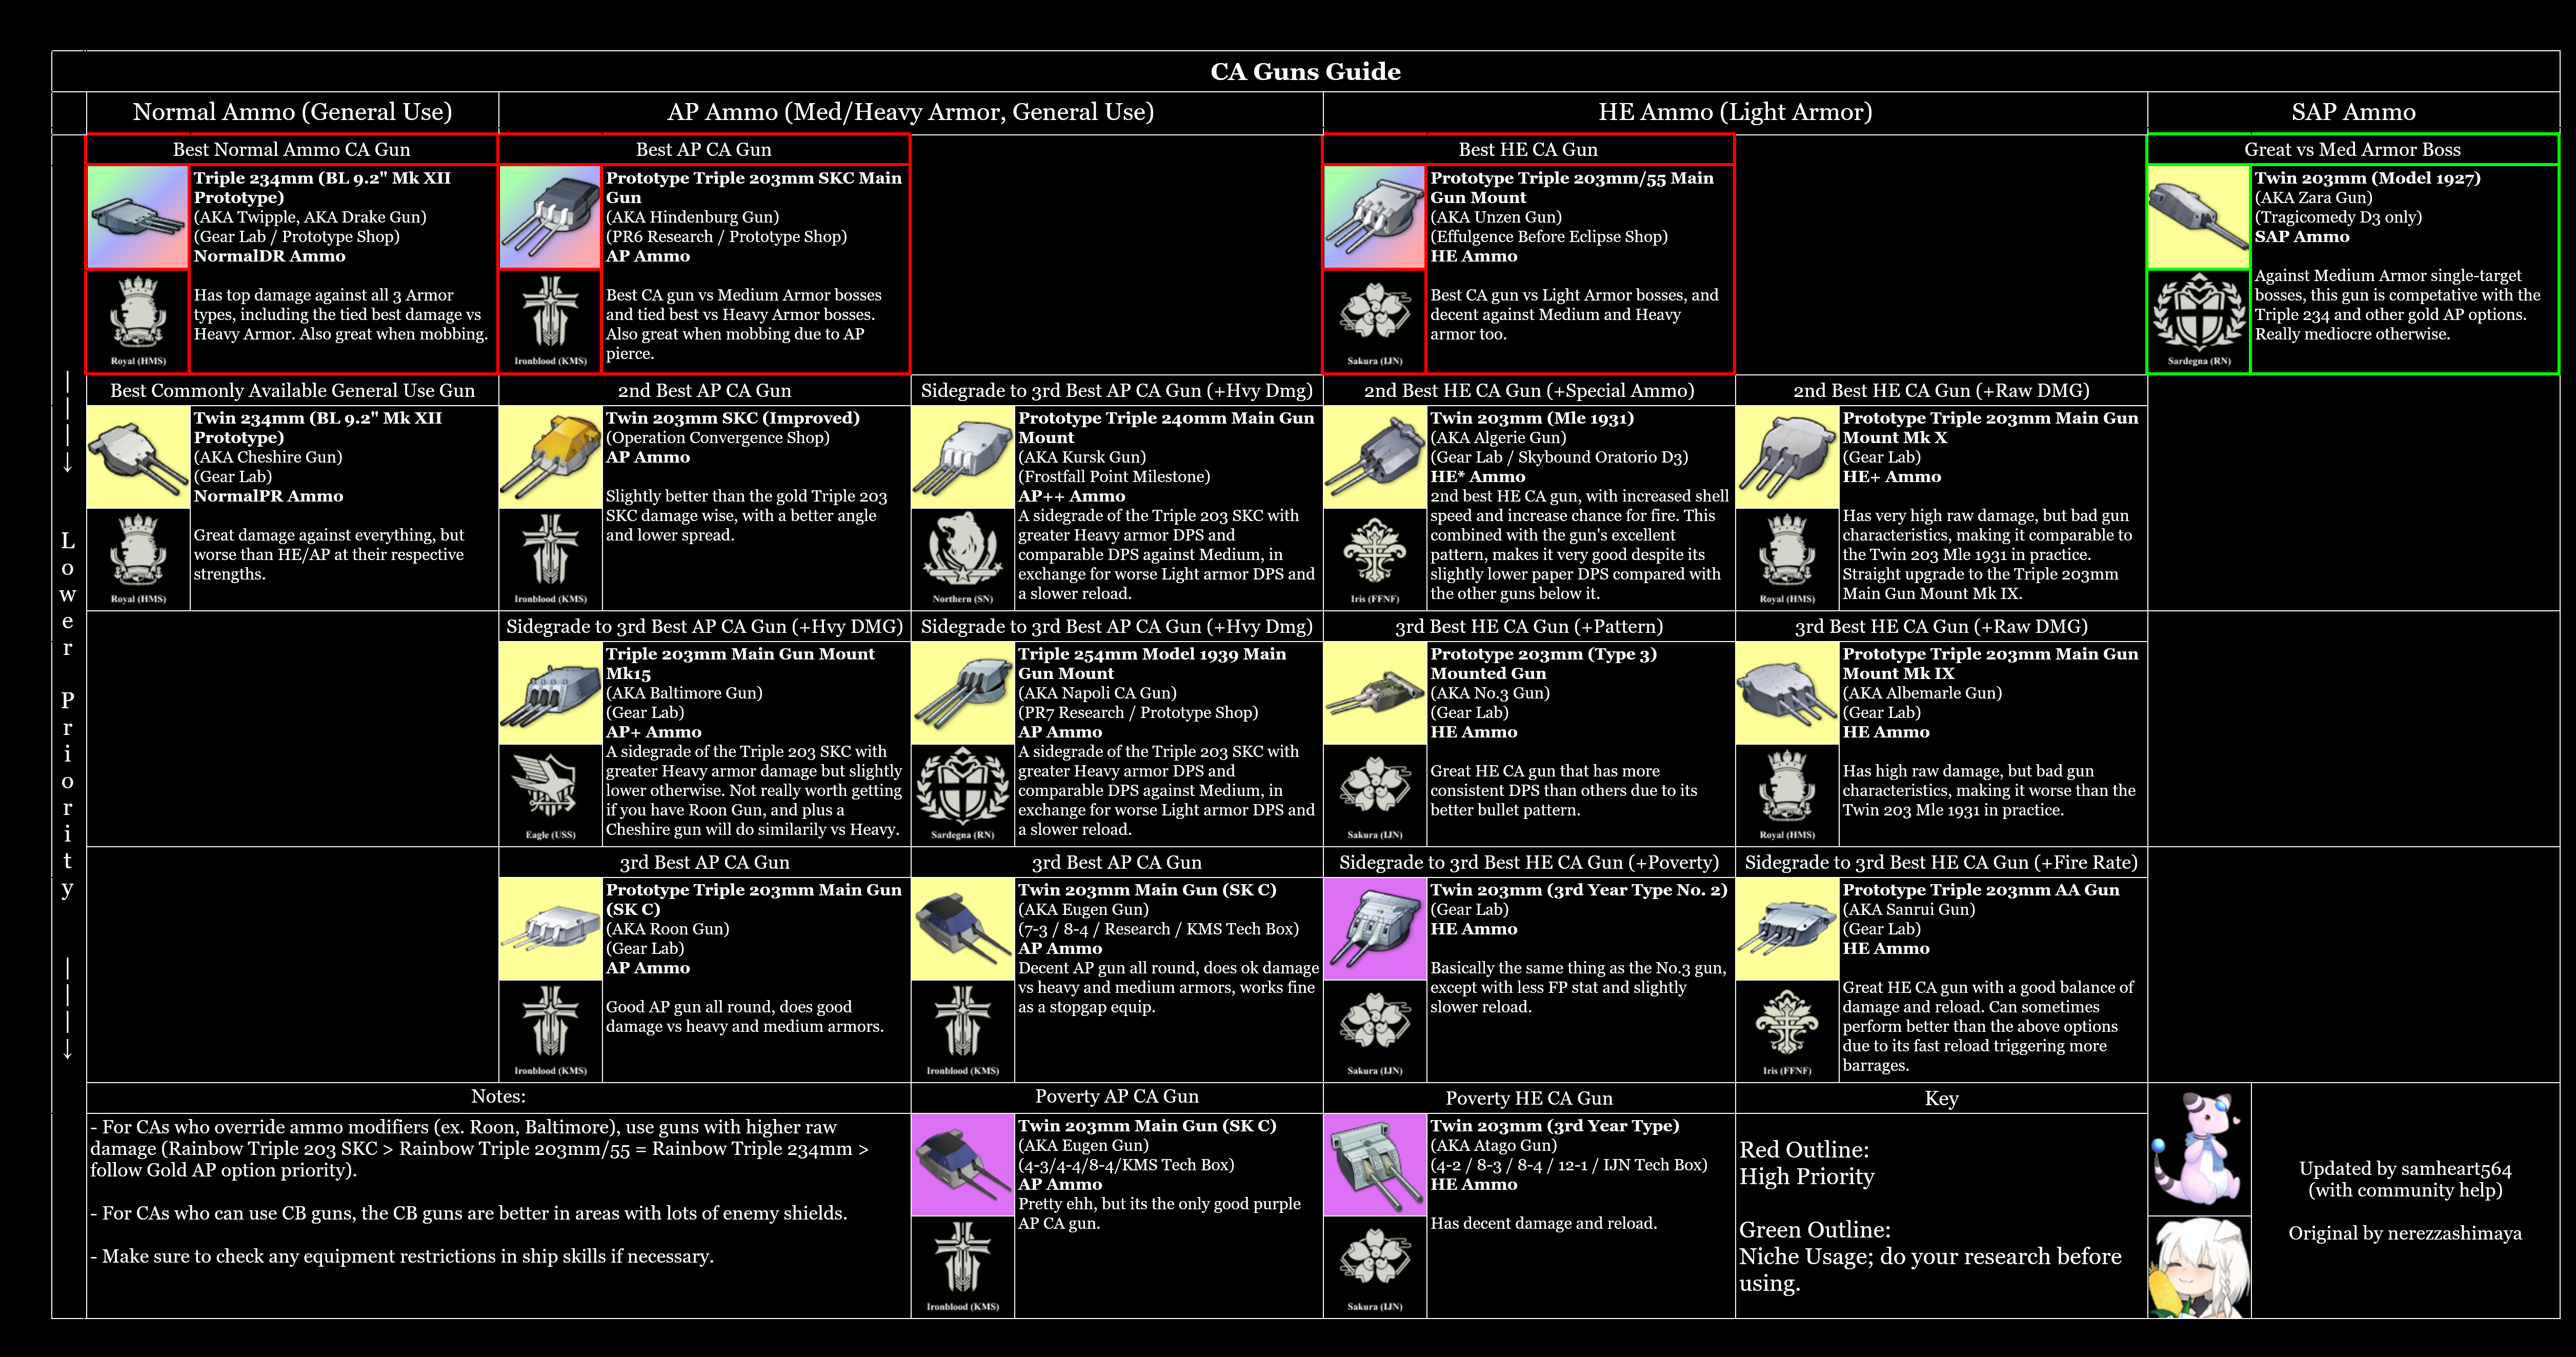 CA Guns Guide
Normal Ammo (General Use)
AP Ammo (Med/Heavy Armor, General Use)
HE Ammo (Light Armor)
SAP Ammo
Lower Priority
Best Normal Ammo CA Gun
Triple 234mm (BL 9.2" Mk XII
Prototype)
(AKA Twipple, AKA Drake Gun)
(Gear Lab / Prototype Shop)
NormalDR Ammo
Has top damage against all 3 Armor
types, including the tied best damage vs
Heavy Armor. Also great when mobbing.
Royal (HMS)
Best AP CA Gun
Prototype Triple 203mm SKC Main
Gun
(AKA Hindenburg Gun)
(PR6 Research / Prototype Shop)
AP Ammo
Best CA gun vs Medium Armor bosses
and tied best vs Heavy Armor bosses.
Also great when mobbing due to AP
pierce.
Ironblood (KMS)
Best HE CA Gun
Prototype Triple 203mm/55 Main
Gun Mount
(AKA Unzen Gun)
(Effulgence Before Eclipse Shop)
HE Ammo
Best CA gun vs Light Armor bosses, and
decent against Medium and Heavy
armor too.
Sakura (IJN)
Great vs Med Armor Boss
Twin 203mm (Model 1927)
(AKA Zara Gun)
(Tragicomedy D3 only)
SAP Ammo
Against Medium Armor single-target
bosses, this gun is competative with the
Triple 234 and other gold AP options.
Really mediocre otherwise.
Sardegna (RN)
Best Commonly Available General Use Gun
Twin 234mm (BL 9.2" Mk XII
Prototype)
(AKA Cheshire Gun)
(Gear Lab)
NormalPR Ammo
Great damage against everything, but
worse than HE/AP at their respective
strengths.
Royal (HMS)
2nd Best AP CA Gun
Twin 203mm SKC (Improved)
(Operation Convergence Shop)
AP Ammo
Slightly better than the gold Triple 203
SKC damage wise, with a better angle
and lower spread.
Ironblood (KMS)
Sidegrade to 3rd Best AP CA Gun (+Hvy Dmg)
Prototype Triple 240mm Main Gun
Mount
(AKA Kursk Gun)
(Frostfall Point Milestone)
AP++ Ammo
A sidegrade of the Triple 203 SKC with
greater Heavy armor DPS and
comparable DPS against Medium, in
exchange for worse Light armor DPS and
a slower reload.
Northern (SN)
2nd Best HE CA Gun (+Special Ammo)
Twin 203mm (Mle 1931)
(AKA Algerie Gun)
(Gear Lab / Skybound Oratorio D3)
HE* Ammo
2nd best HE CA gun, with increased shell
speed and increase chance for fire. This
combined with the gun's excellent
pattern, makes it very good despite its
slightly lower paper DPS compared with
the other guns below it.
Iris (FFNF)
2nd Best HE CA Gun (+Raw DMG)
Prototype Triple 203mm Main Gun
Mount Mk X
(Gear Lab)
HE+ Ammo
Has very high raw damage, but bad gun
characteristics, making it comparable to
the Twin 203 Mle 1931 in practice.
Straight upgrade to the Triple 203mm
Main Gun Mount Mk IX.
Royal (HMS)
Sidegrade to 3rd Best AP CA Gun (+Hvy DMG)
Triple 203mm Main Gun Mount
Mk15
(AKA Baltimore Gun)
(Gear Lab)
AP+ Ammo
A sidegrade of the Triple 203 SKC with
greater Heavy armor damage but slightly
lower otherwise. Not really worth getting
if you have Roon Gun, and plus a
Cheshire gun will do similarily vs Heavy.
Eagle (USS)
Sidegrade to 3rd Best AP CA Gun (+Hvy Dmg)
Triple 254mm Model 1939 Main
Gun Mount
(AKA Napoli CA Gun)
(PR7 Research / Prototype Shop)
AP Ammo
A sidegrade of the Triple 203 SKC with
greater Heavy armor DPS and
comparable DPS against Medium, in
exchange for worse Light armor DPS and
a slower reload.
Sardegna (RN)
3rd Best HE CA Gun (+Pattern)
Prototype 203mm (Type 3)
Mounted Gun
(AKA No.3 Gun)
(Gear Lab)
HE Ammo
Great HE CA gun that has more
consistent DPS than others due to its
better bullet pattern.
Sakura (IJN)
3rd Best HE CA Gun (+Raw DMG)
Prototype Triple 203mm Main Gun
Mount Mk IX
(AKA Albemarle Gun)
(Gear Lab)
HE Ammo
Has high raw damage, but bad gun
characteristics, making it worse than the
Twin 203 Mle 1931 in practice.
Royal (HMS)
3rd Best AP CA Gun
Prototype Triple 203mm Main Gun
(SK C)
(AKA Roon Gun)
(Gear Lab)
AP Ammo
Good AP gun all round, does good
damage vs heavy and medium armors.
Ironblood (KMS)
3rd Best AP CA Gun
Twin 203mm Main Gun (SK C)
(AKA Eugen Gun)
(7-3 / 8-4 / Research / KMS Tech Box)
AP Ammo
Decent AP gun all round, does ok damage
vs heavy and medium armors, works fine
as a stopgap equip.
Ironblood (KMS)
Sidegrade to 3rd Best HE CA Gun (+Poverty)
Twin 203mm (3rd Year Type No. 2)
(Gear Lab)
HE Ammo
Basically the same thing as the No.3 gun,
except with less FP stat and slightly
slower reload.
Sakura (IJN)
Sidegrade to 3rd Best HE CA Gun (+Fire Rate)
Prototype Triple 203mm AA Gun
(AKA Sanrui Gun)
(Gear Lab)
HE Ammo
Great HE CA gun with a good balance of
damage and reload. Can sometimes
perform better than the above options
due to its fast reload triggering more
barrages.
Iris (FFNF)
Notes:
- For CAs who override ammo modifiers (ex. Roon, Baltimore), use guns with higher raw
damage (Rainbow Triple 203 SKC > Rainbow Triple 203mm/55 = Rainbow Triple 234mm >
follow Gold AP option priority).
- For CAs who can use CB guns, the CB guns are better in areas with lots of enemy shields.
- Make sure to check any equipment restrictions in ship skills if necessary.
Poverty AP CA Gun
Twin 203mm Main Gun (SK C)
(AKA Eugen Gun)
(4-3/4-4/8-4/KMS Tech Box)
AP Ammo
Pretty ehh, but its the only good purple
AP CA gun.
Ironblood (KMS)
Poverty HE CA Gun
Twin 203mm (3rd Year Type)
(AKA Atago Gun)
(4-2 / 8-3 / 8-4 / 12-1 / IJN Tech Box)
HE Ammo
Has decent damage and reload.
Sakura (IJN)
Key
Red Outline:
High Priority
Green Outline:
Niche Usage; do your research before
using.
Updated by samheart564
(with community help)
Original by nerezzashimaya